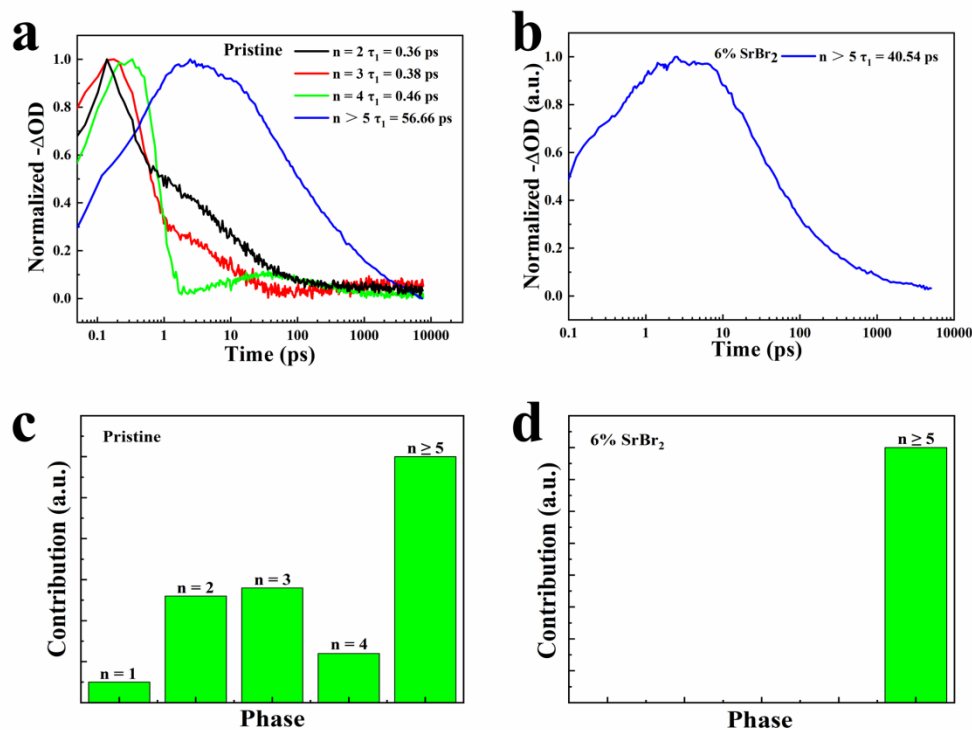 a
Pristine
n = 2 τ₁ = 0.36 ps
n = 3 τ₁ = 0.38 ps
n = 4 τ₁ = 0.46 ps
n > 5 τ₁ = 56.66 ps
Normalized -ΔOD
1.0
0.8
0.6
0.4
0.2
0.0
0.1 1 10 100 1000 10000
Time (ps)
b
6% SrBr₂ n > 5 τ₁ = 40.54 ps
Normalized -ΔOD (a.u.)
1.0
0.8
0.6
0.4
0.2
0.0
0.1 1 10 100 1000 10000
Time (ps)
c
Pristine
n = 1
n = 2
n = 3
n = 4
n ≥ 5
Contribution (a.u.)
Phase
d
6% SrBr₂
n ≥ 5
Contribution (a.u.)
Phase